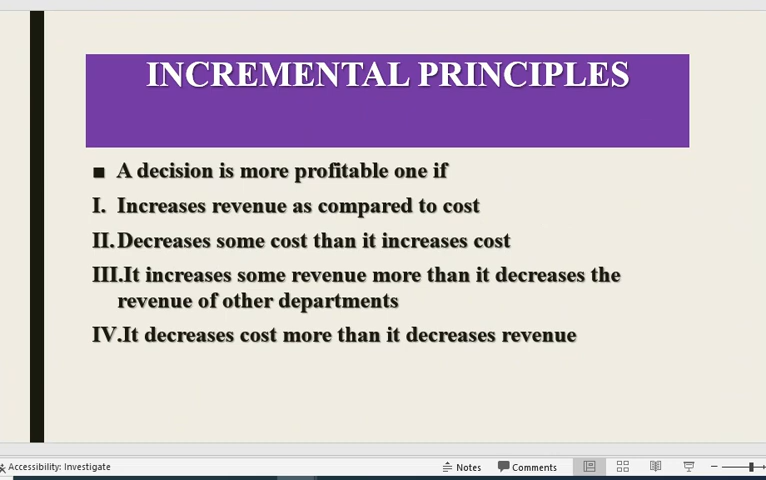 INCREMENTAL PRINCIPLES
■ A decision is more profitable one if
I. Increases revenue as compared to cost
II. Decreases some cost than it increases cost
III.It increases some revenue more than it decreases the
revenue of other departments
IV.It decreases cost more than it decreases revenue
Accessibility: Investigate
Notes
Comments